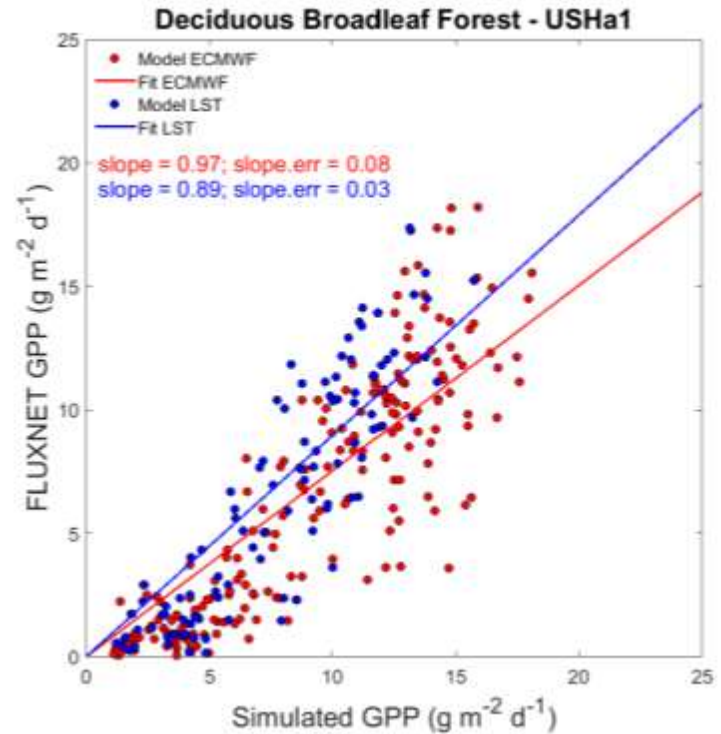 Deciduous Broadleaf Forest - USHa1
25
Model ECMWF
Fit ECMWF
Model LST
Fit LST
20
slope = 0.97; slope.err = 0.08
slope = 0.89; slope.err = 0.03
15
FLUXNET GPP (g m⁻² d⁻¹)
10
5
0
0 5 10 15 20 25
Simulated GPP (g m⁻² d⁻¹)